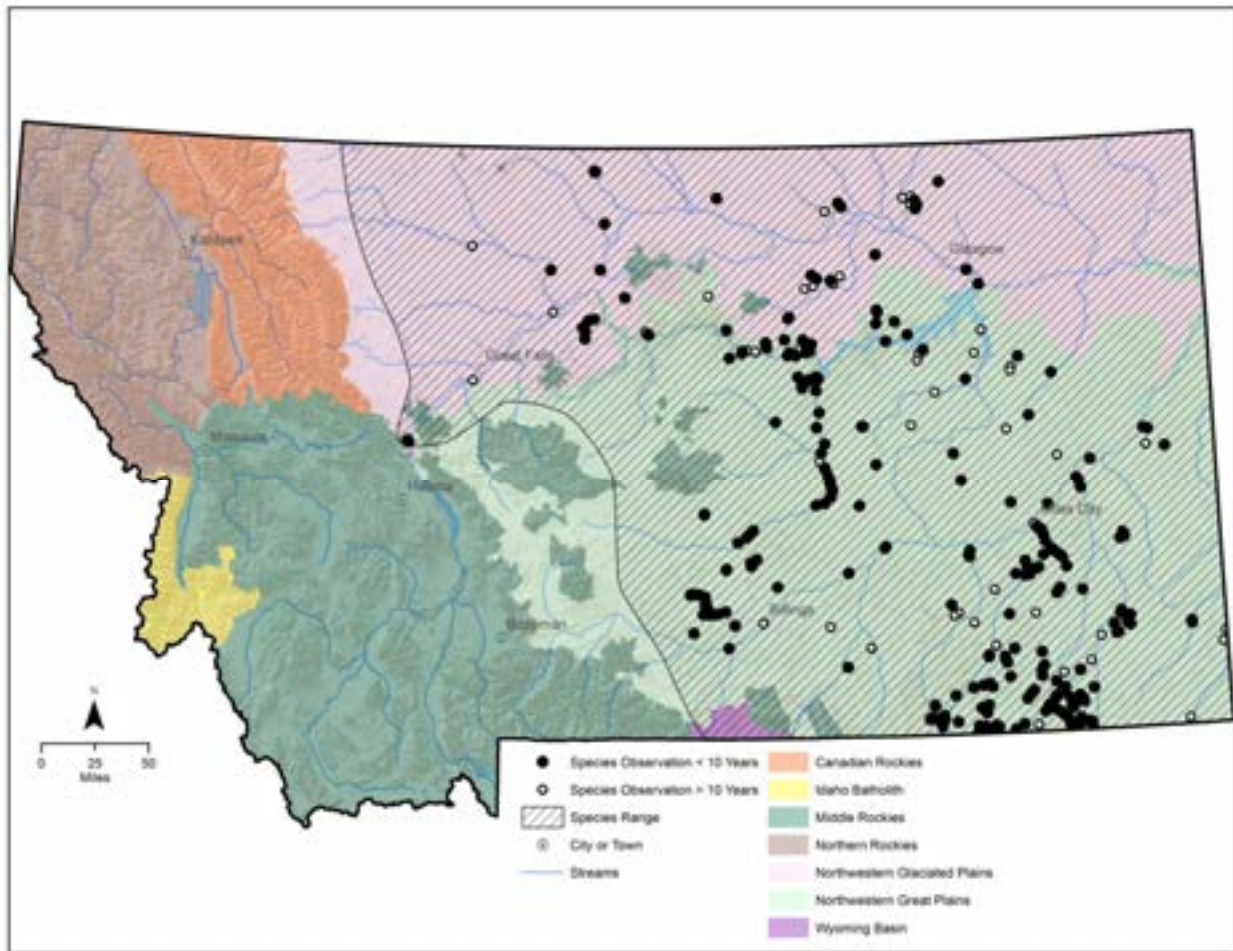 Kalispell
Glasgow
Great Falls
Missoula
Helena
Miles City
Billings
Bozeman
N
0 25 50
Miles
Species Observation < 10 Years
Species Observation > 10 Years
Species Range
City or Town
Streams
Canadian Rockies
Idaho Batholith
Middle Rockies
Northern Rockies
Northwestern Glaciated Plains
Northwestern Great Plains
Wyoming Basin